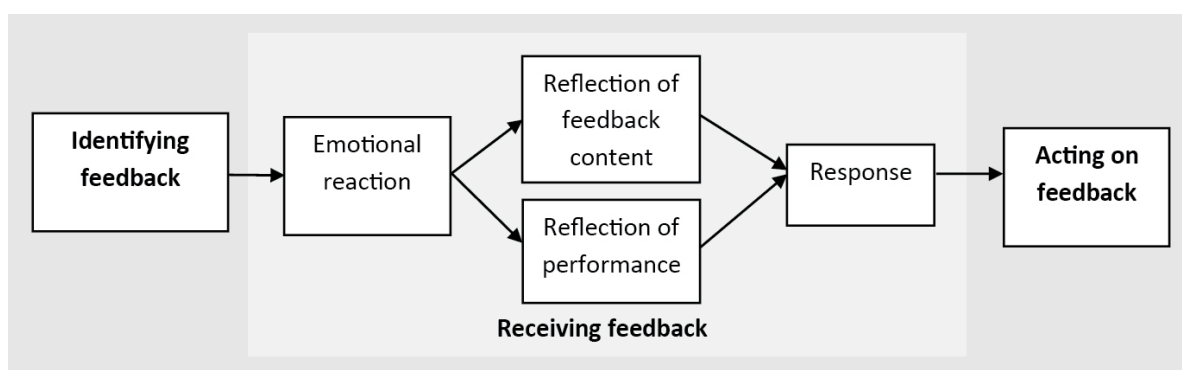 Identifying
feedback
Emotional
reaction
Reflection of
feedback
content
Reflection of
performance
Response
Acting on
feedback
Receiving feedback